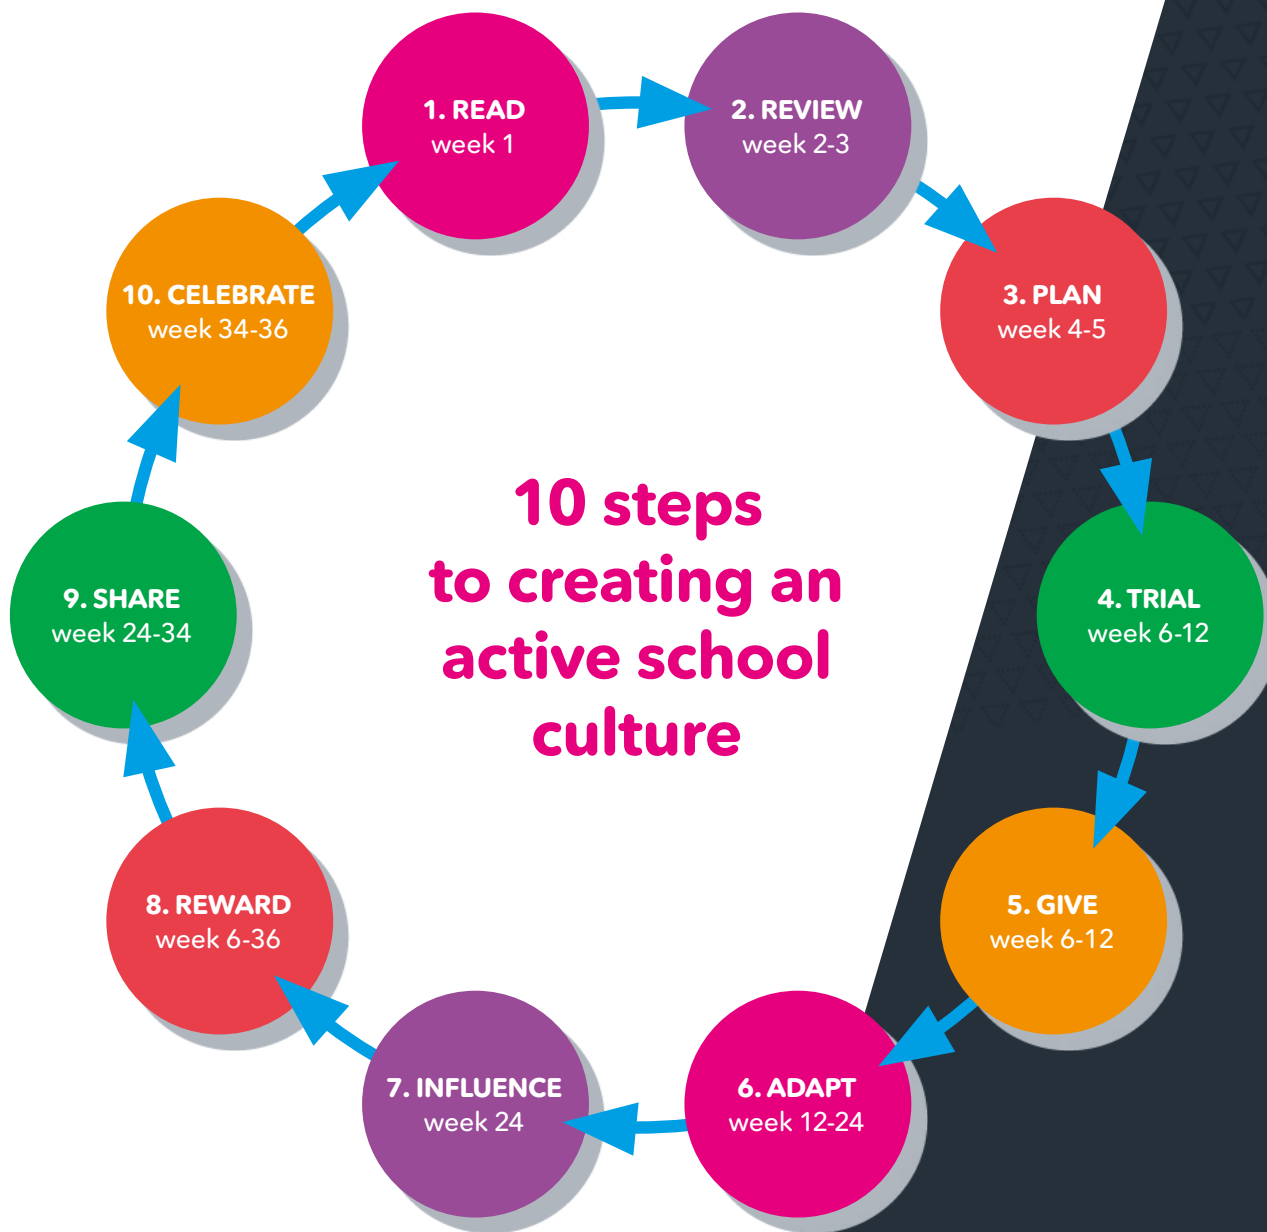 1. READ
week 1
2. REVIEW
week 2-3
3. PLAN
week 4-5
4. TRIAL
week 6-12
5. GIVE
week 6-12
6. ADAPT
week 12-24
7. INFLUENCE
week 24
8. REWARD
week 6-36
9. SHARE
week 24-34
10. CELEBRATE
week 34-36
10 steps
to creating an
active school
culture